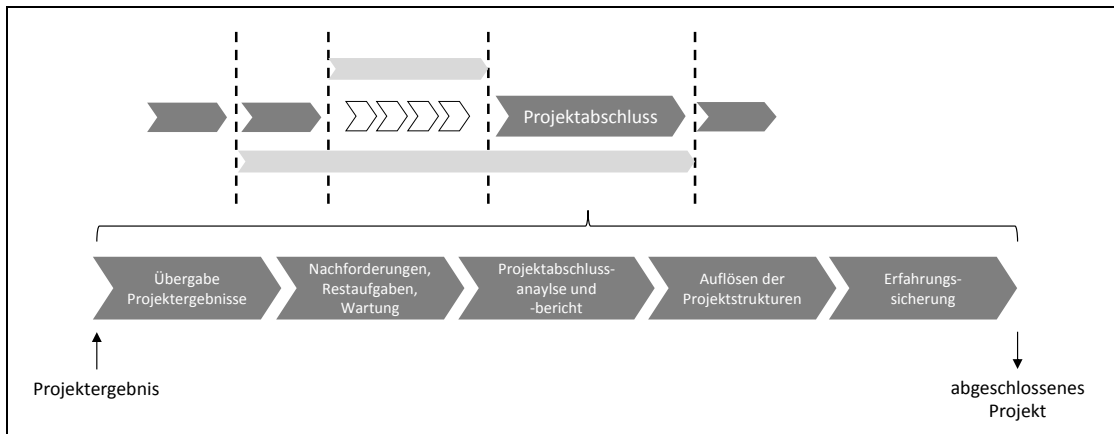 Projektabschluss
Übergabe
Projektergebnisse
Nachforderungen,
Restaufgaben,
Wartung
Projektabschluss-
anaylse und
-bericht
Auflösen der
Projektstrukturen
Erfahrungs-
sicherung
Projektergebnis
abgeschlossenes
Projekt